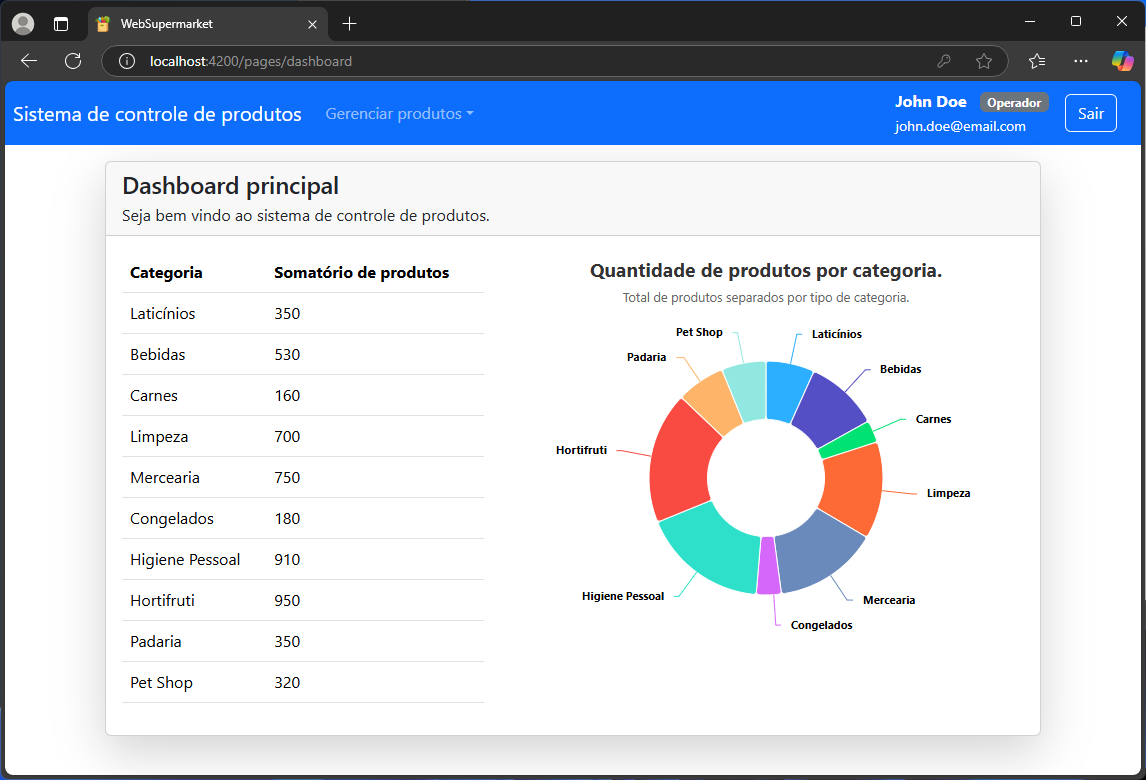 WebSupermarket
localhost:4200/pages/dashboard
Sistema de controle de produtos
Gerenciar produtos
John Doe Operador
john.doe@email.com
Sair
Dashboard principal
Seja bem vindo ao sistema de controle de produtos.
Categoria Somatório de produtos
Laticínios 350
Bebidas 530
Carnes 160
Limpeza 700
Mercearia 750
Congelados 180
Higiene Pessoal 910
Hortifruti 950
Padaria 350
Pet Shop 320
Quantidade de produtos por categoria.
Total de produtos separados por tipo de categoria.
Pet Shop
Laticínios
Padaria
Bebidas
Carnes
Hortifruti
Limpeza
Higiene Pessoal
Mercearia
Congelados